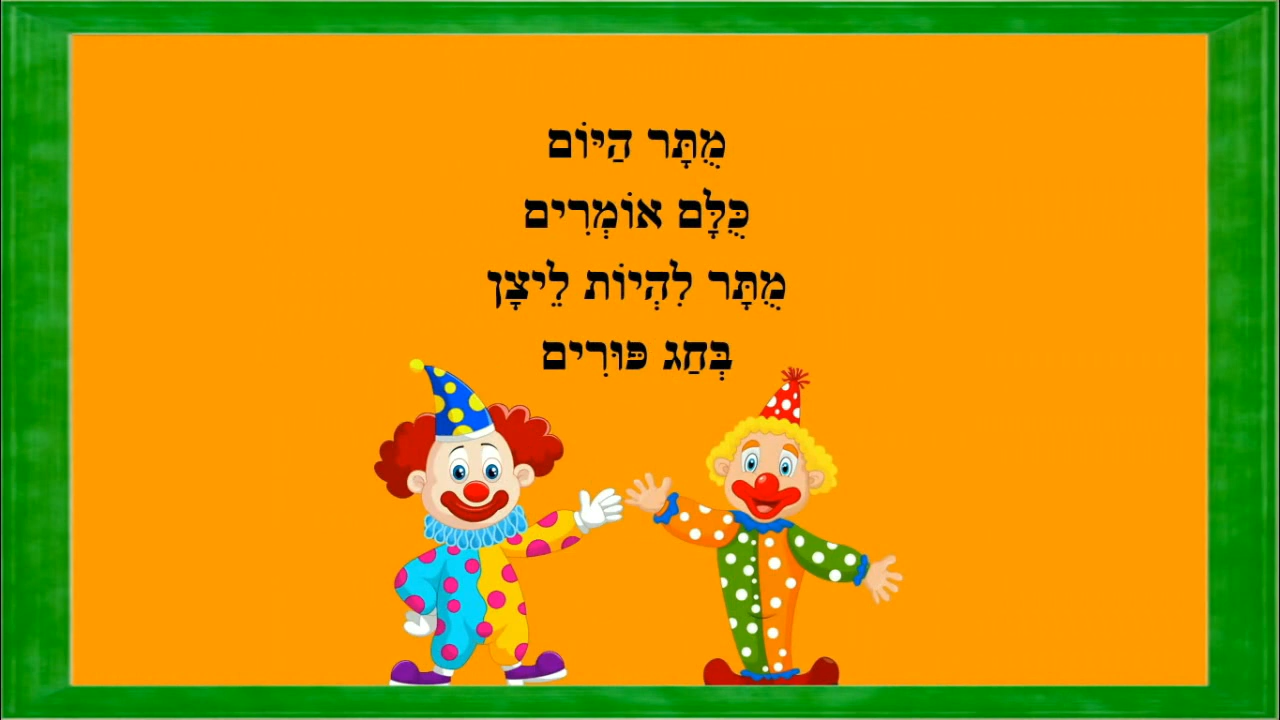 מֻתָּר הַיּוֹם
כֻּלָּם אוֹמְרִים
מֻתָּר לִהְיוֹת לֵיצָן
בְּחַג פּוּרִים